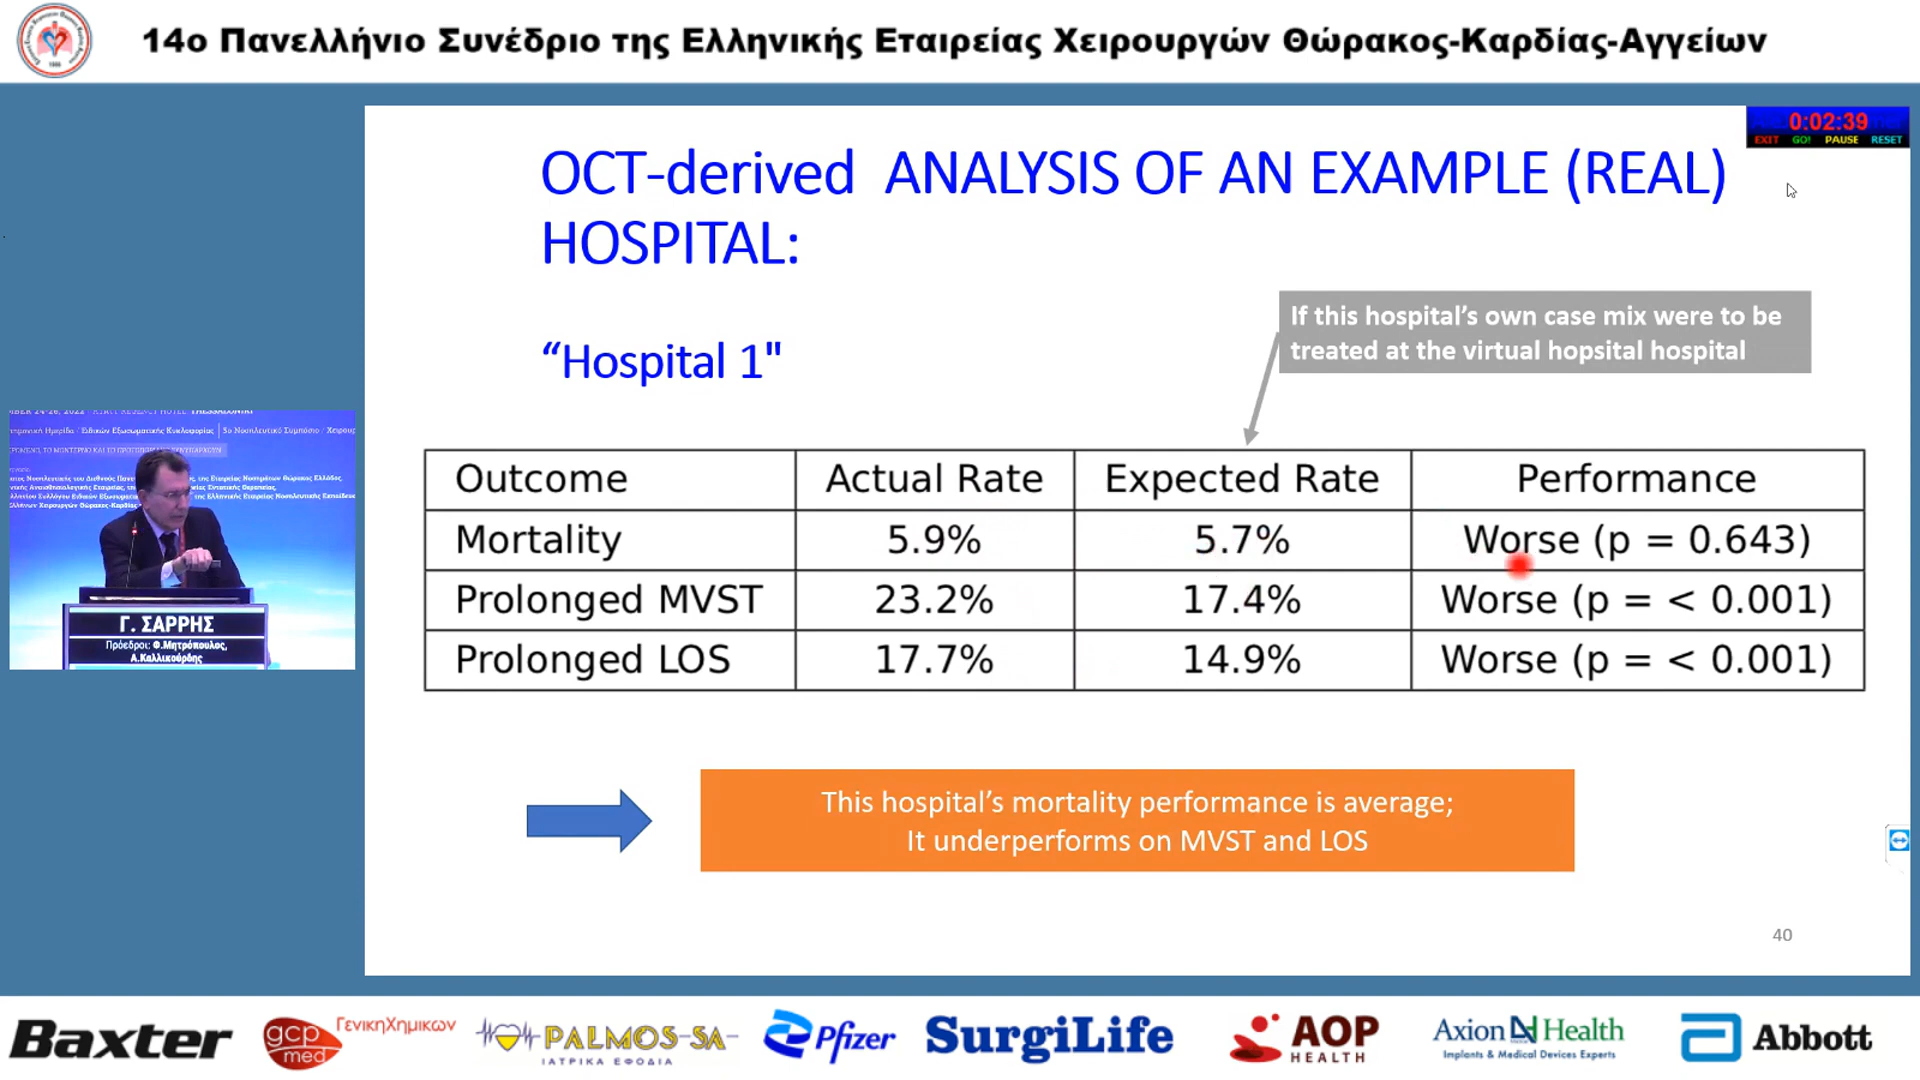 14ο Πανελλήνιο Συνέδριο της Ελληνικής Εταιρείας Χειρουργών Θώρακος-Καρδίας-Αγγείων
0:02:39
EXIT GO! PAUSE RESET
OCT-derived ANALYSIS OF AN EXAMPLE (REAL)
HOSPITAL:
“Hospital 1"
If this hospital’s own case mix were to be
treated at the virtual hopsital hospital
Outcome Actual Rate Expected Rate Performance
Mortality 5.9% 5.7% Worse (p = 0.643)
Prolonged MVST 23.2% 17.4% Worse (p = < 0.001)
Prolonged LOS 17.7% 14.9% Worse (p = < 0.001)
This hospital’s mortality performance is average;
It underperforms on MVST and LOS
40
Γ. ΣΑΡΡΗΣ
Πρόεδροι: Φ.Μητρόπουλος,
Α.Καλλικούρδης
Baxter
gcp med ΓενικηΧημικων
PALMOS-SA
ΙΑΤΡΙΚΑ ΕΦΟΔΙΑ
Pfizer
SurgiLife
AOP
HEALTH
Axion Health
Implants & Medical Devices Experts
Abbott